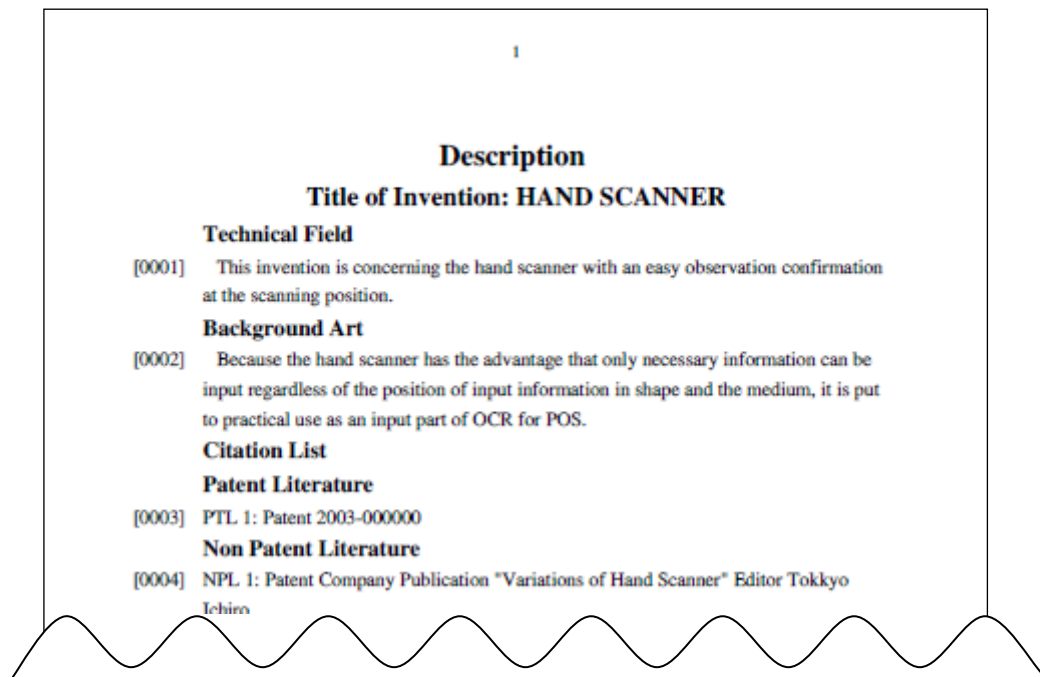 1
Description
Title of Invention: HAND SCANNER
Technical Field
[0001] This invention is concerning the hand scanner with an easy observation confirmation
at the scanning position.
Background Art
[0002] Because the hand scanner has the advantage that only necessary information can be
input regardless of the position of input information in shape and the medium, it is put
to practical use as an input part of OCR for POS.
Citation List
Patent Literature
[0003] PTL 1: Patent 2003-000000
Non Patent Literature
[0004] NPL 1: Patent Company Publication "Variations of Hand Scanner" Editor Tokkyo
Ichiro